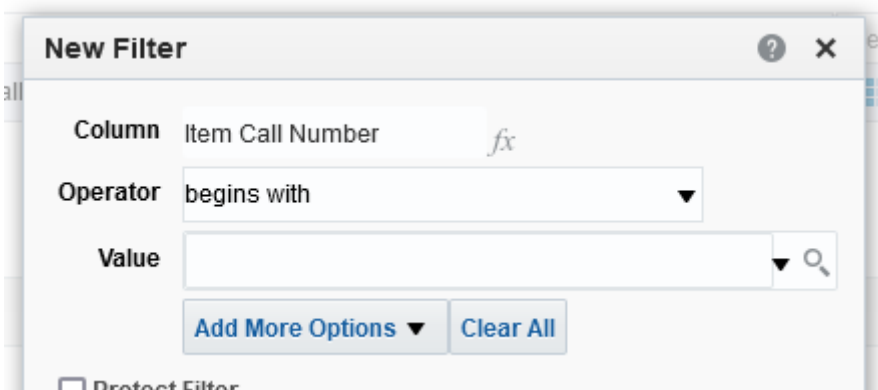 New Filter
Column Item Call Number fx
Operator begins with
Value
Add More Options Clear All
Protect Filter